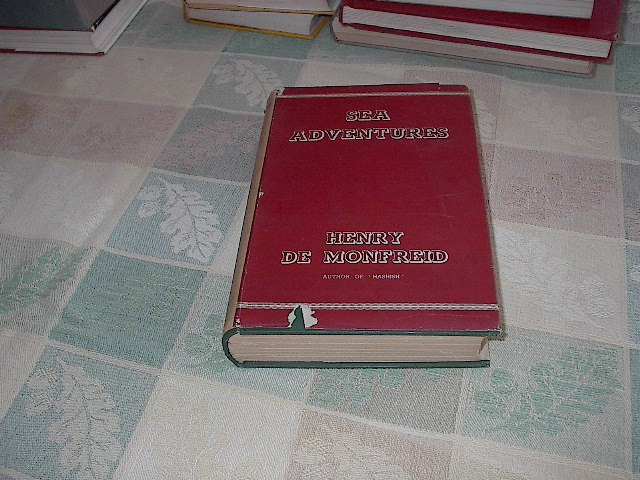 SEA
ADVENTURES
HENRY
DE MONFREID
AUTHOR OF 'HASHISH'